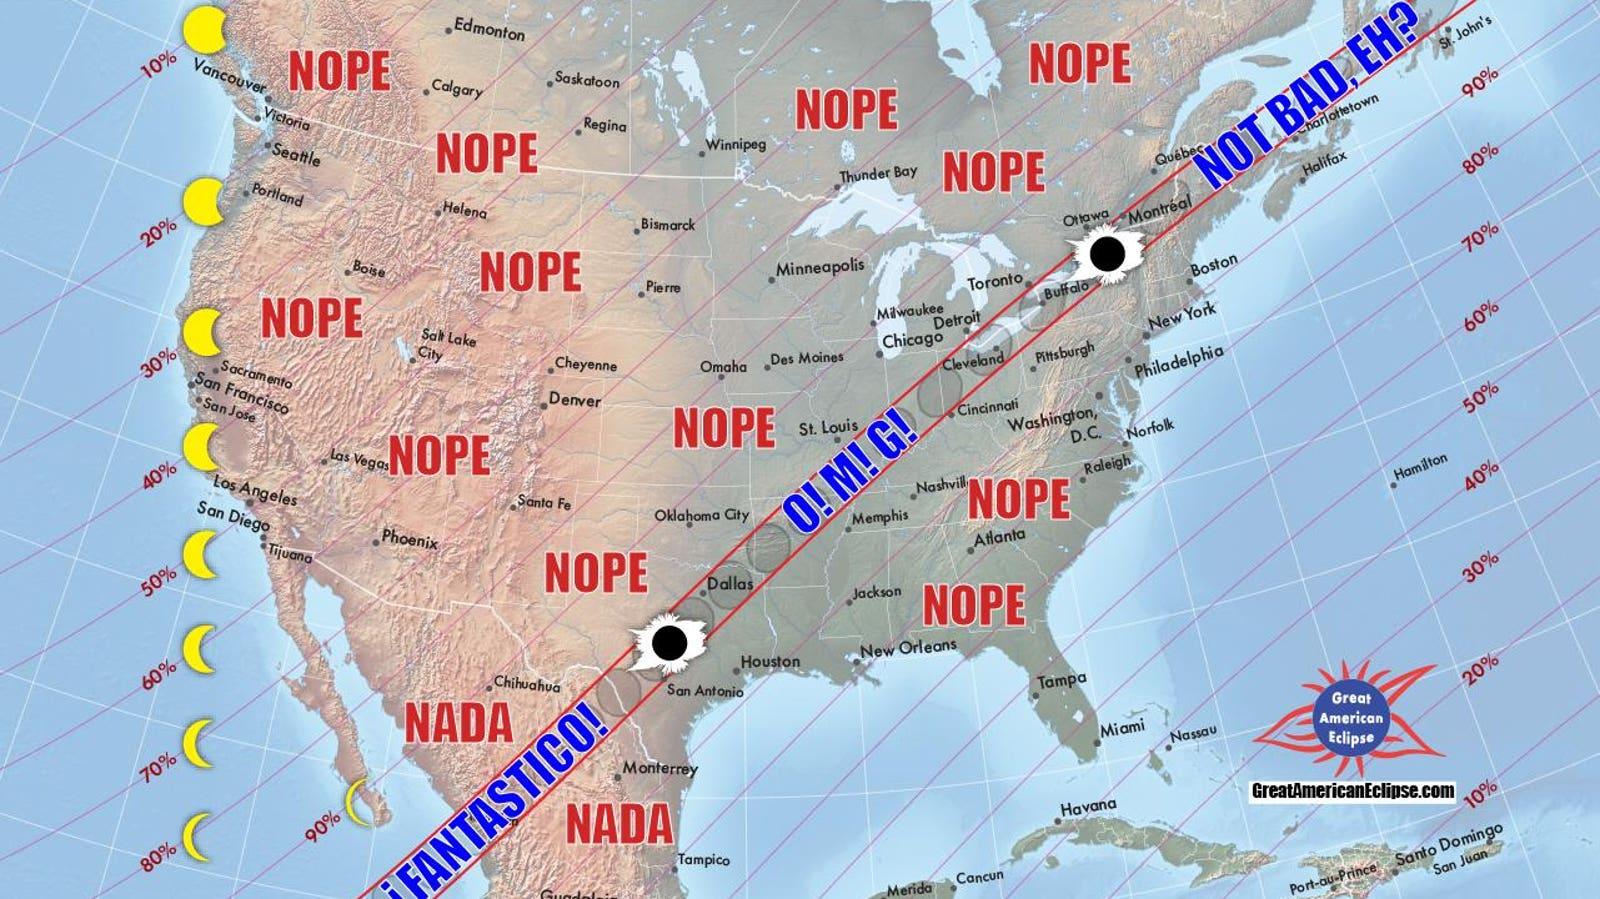 NOT BAD, EH?
Edmonton
St. John's
10%
NOPE
NOPE
90%
Vancouver
Calgary
Saskatoon
NOPE
Charlottetown
Victoria
Regina
Winnipeg
Québec
Halifax
80%
Seattle
NOPE
Thunder Bay
NOPE
Portland
Helena
Ottawa
Montréal
20%
Bismarck
70%
Boise
NOPE
Minneapolis
Toronto
Boston
Pierre
Buffalo
NOPE
Milwaukee
Detroit
New York
60%
Salt Lake
City
Chicago
30%
Sacramento
Cheyenne
Omaha
Des Moines
Cleveland
Pittsburgh
Philadelphia
San Francisco
San Jose
Denver
Cincinnati
50%
NOPE
St. Louis
O! M! G!
Washington,
D.C.
Norfolk
40%
Las Vegas
NOPE
Raleigh
Hamilton
40%
Los Angeles
Santa Fe
Nashville
NOPE
San Diego
Oklahoma City
Memphis
Tijuana
Phoenix
Atlanta
50%
NOPE
Dallas
30%
Jackson
NOPE
60%
Houston
New Orleans
20%
Chihuahua
San Antonio
Tampa
NADA
Great
American
Eclipse
70%
Miami
Nassau
Monterrey
GreatAmericanEclipse.com
90%
¡FANTASTICO!
NADA
Havana
10%
80%
Tampico
Santo Domingo
San Juan
Cancun
Port-au-Prince
Merida